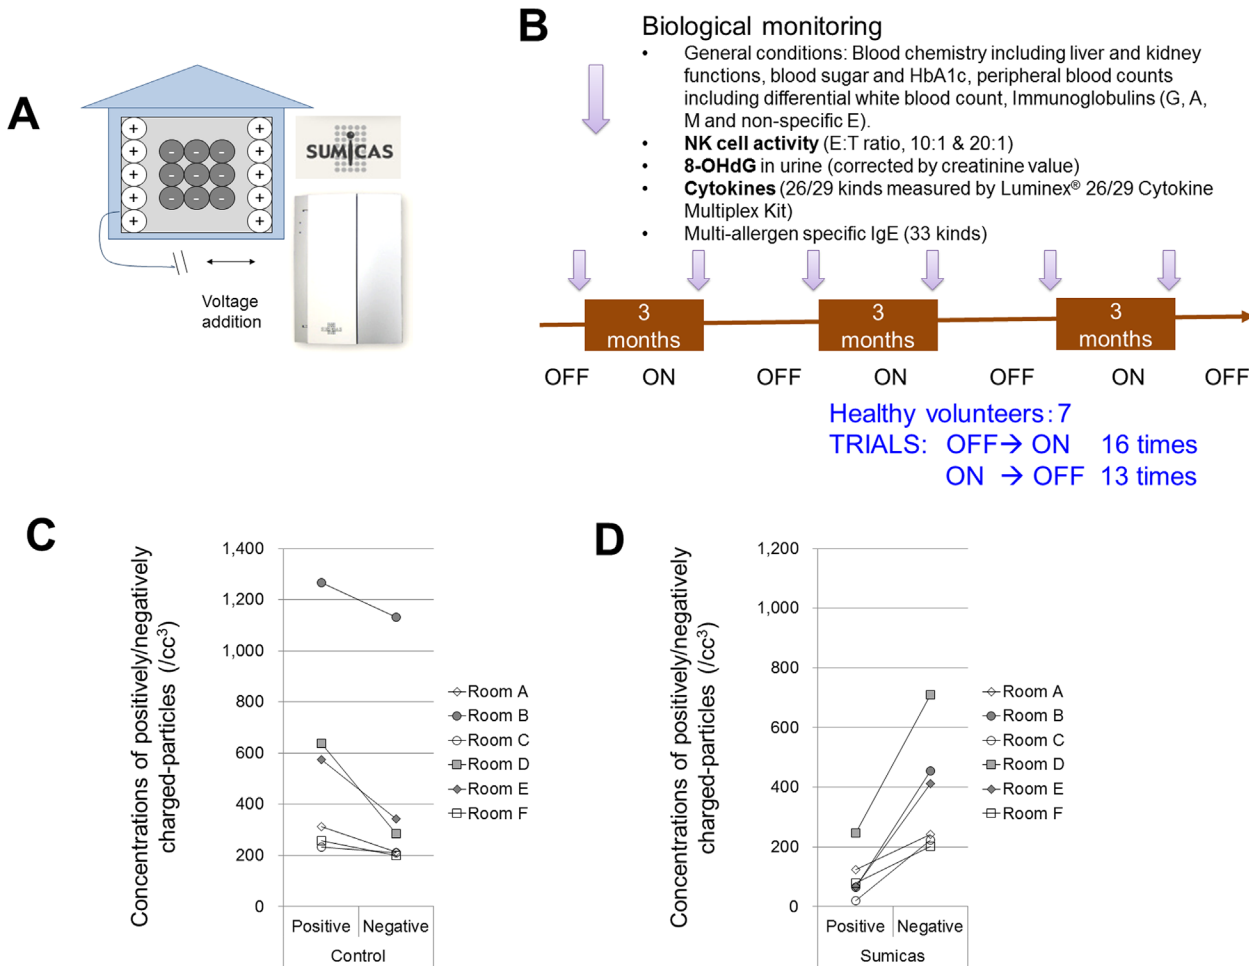 A
+ +
+ - - - +
+ - - - +
+ - - - +
+ +
SUMICAS
Voltage
addition
B
Biological monitoring
• General conditions: Blood chemistry including liver and kidney
functions, blood sugar and HbA1c, peripheral blood counts
including differential white blood count, Immunoglobulins (G, A,
M and non-specific E).
• NK cell activity (E:T ratio, 10:1 & 20:1)
• 8-OHdG in urine (corrected by creatinine value)
• Cytokines (26/29 kinds measured by Luminex® 26/29 Cytokine
Multiplex Kit)
• Multi-allergen specific IgE (33 kinds)
3 3 3
months months months
OFF ON OFF ON OFF ON OFF
Healthy volunteers : 7
TRIALS: OFF→ ON 16 times
ON → OFF 13 times
C
Concentrations of positively/negatively
charged-particles (/cc³)
1,400
1,200
1,000
800
600
400
200
0
Positive Negative
Control
Room A
Room B
Room C
Room D
Room E
Room F
D
Concentrations of positively/negatively
charged-particles (/cc³)
1,200
1,000
800
600
400
200
0
Positive Negative
Sumicas
Room A
Room B
Room C
Room D
Room E
Room F